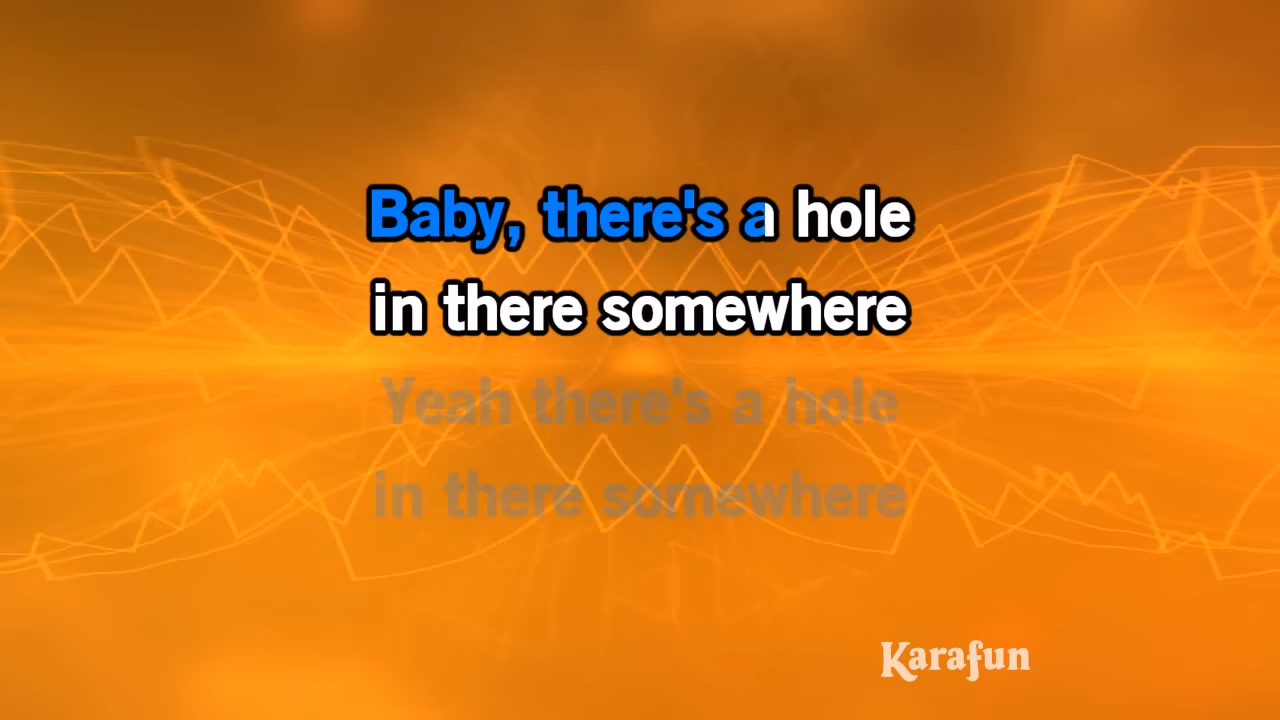 Baby, there's a hole
in there somewhere
Yeah there's a hole
in there somewhere
Karafun